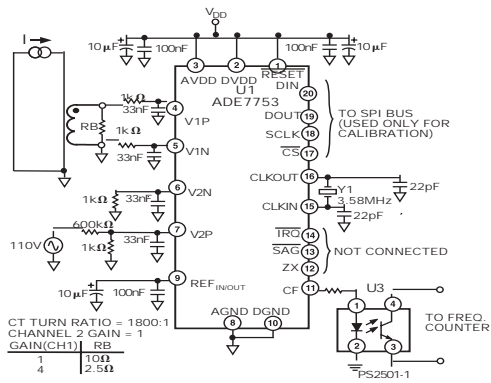 VDD
I
10µF
100nF
100nF
10µF
3
2
1
AVDD DVDD RESET
U1
ADE7753
DIN
20
DOUT
19
SCLK
18
CS
17
TO SPI BUS
(USED ONLY FOR
CALIBRATION)
1kΩ
33nF
4
V1P
RB
1kΩ
33nF
5
V1N
CLKOUT
16
22pF
Y1
3.58MHz
CLKIN
15
22pF
6
V2N
1kΩ
33nF
600kΩ
7
V2P
110V
1kΩ
33nF
IRQ
14
SAG
13
ZX
12
NOT CONNECTED
9
REFIN/OUT
10µF
100nF
CF
11
U3
1
4
2
3
TO FREQ.
COUNTER
PS2501-1
AGND DGND
8
10
CT TURN RATIO = 1800:1
CHANNEL 2 GAIN = 1
GAIN(CH1) RB
1 10Ω
4 2.5Ω